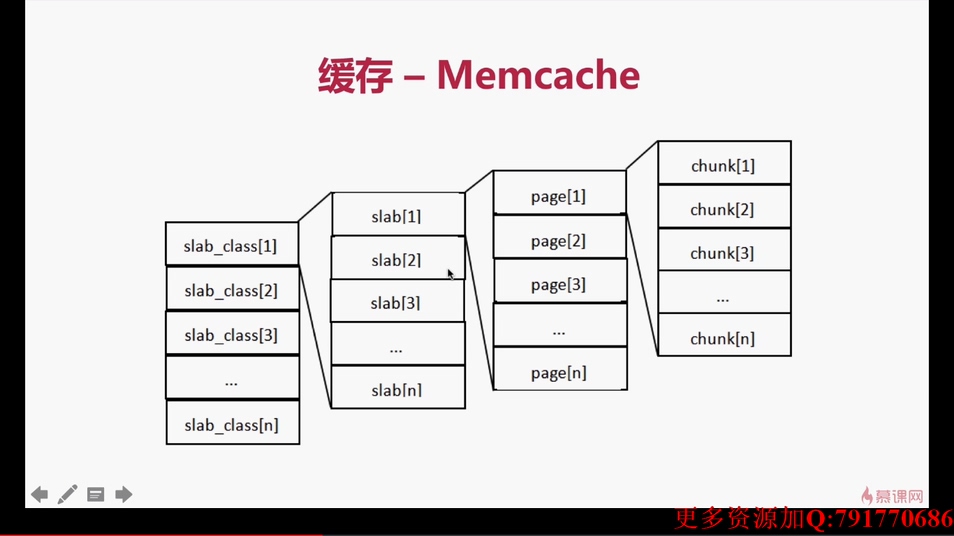 缓存 – Memcache
slab_class[1]
slab_class[2]
slab_class[3]
...
slab_class[n]
slab[1]
slab[2]
slab[3]
...
slab[n]
page[1]
page[2]
page[3]
...
page[n]
chunk[1]
chunk[2]
chunk[3]
...
chunk[n]
慕课网
更多资源加Q:791770686